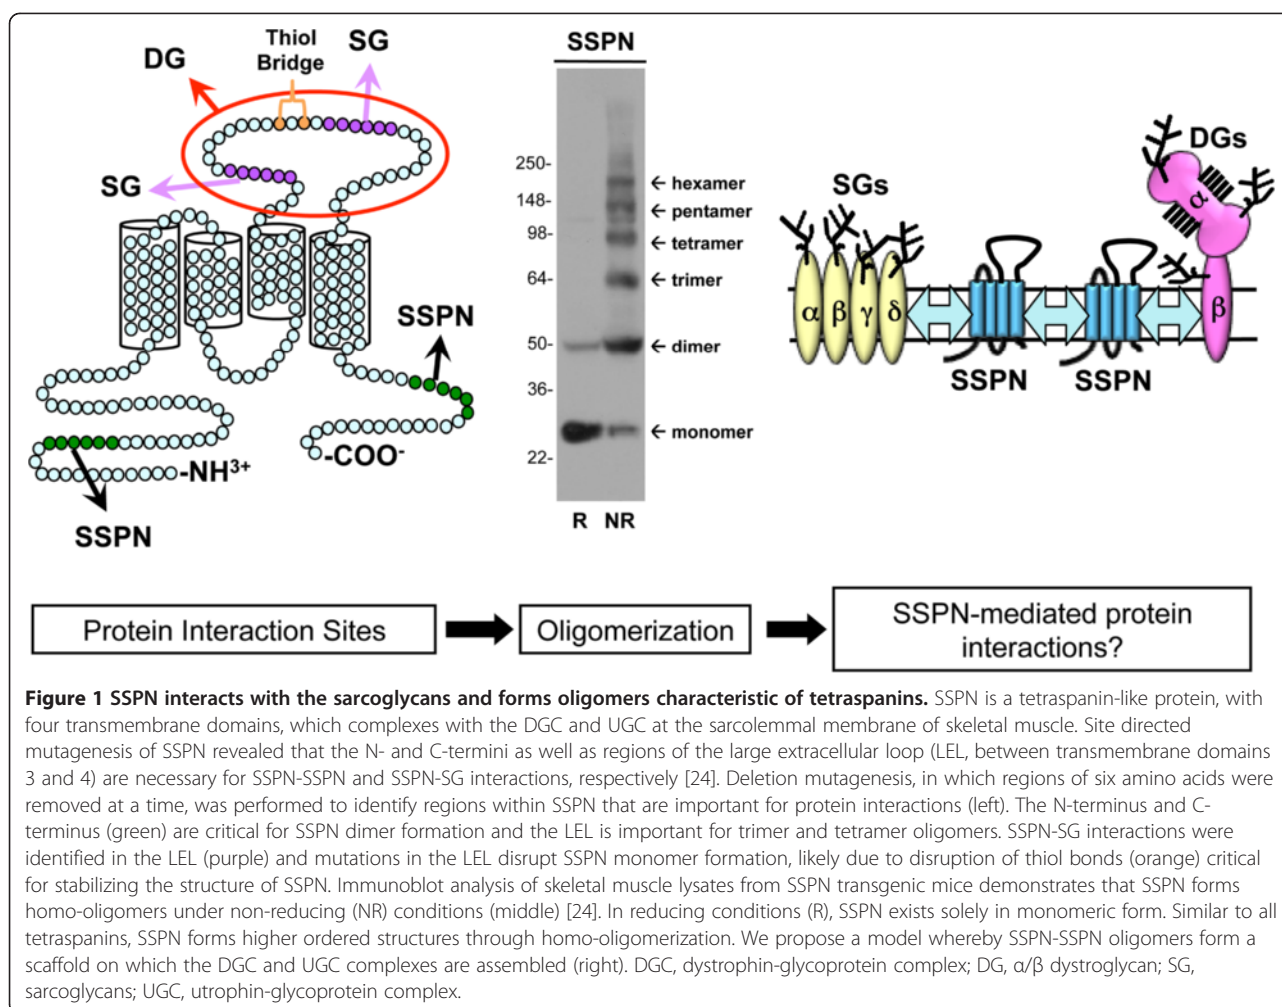 DG
Thiol
Bridge
SG
SG
SSPN
-COO-
-NH3+
SSPN
SSPN
250-
148-
98-
64-
50-
36-
22-
← hexamer
← pentamer
← tetramer
← trimer
← dimer
← monomer
R NR
SGs
DGs
α β γ δ
α
β
SSPN SSPN
Protein Interaction Sites
Oligomerization
SSPN-mediated protein
interactions?
Figure 1 SSPN interacts with the sarcoglycans and forms oligomers characteristic of tetraspanins. SSPN is a tetraspanin-like protein, with
four transmembrane domains, which complexes with the DGC and UGC at the sarcolemmal membrane of skeletal muscle. Site directed
mutagenesis of SSPN revealed that the N- and C-termini as well as regions of the large extracellular loop (LEL, between transmembrane domains
3 and 4) are necessary for SSPN-SSPN and SSPN-SG interactions, respectively [24]. Deletion mutagenesis, in which regions of six amino acids were
removed at a time, was performed to identify regions within SSPN that are important for protein interactions (left). The N-terminus and C-
terminus (green) are critical for SSPN dimer formation and the LEL is important for trimer and tetramer oligomers. SSPN-SG interactions were
identified in the LEL (purple) and mutations in the LEL disrupt SSPN monomer formation, likely due to disruption of thiol bonds (orange) critical
for stabilizing the structure of SSPN. Immunoblot analysis of skeletal muscle lysates from SSPN transgenic mice demonstrates that SSPN forms
homo-oligomers under non-reducing (NR) conditions (middle) [24]. In reducing conditions (R), SSPN exists solely in monomeric form. Similar to all
tetraspanins, SSPN forms higher ordered structures through homo-oligomerization. We propose a model whereby SSPN-SSPN oligomers form a
scaffold on which the DGC and UGC complexes are assembled (right). DGC, dystrophin-glycoprotein complex; DG, α/β dystroglycan; SG,
sarcoglycans; UGC, utrophin-glycoprotein complex.